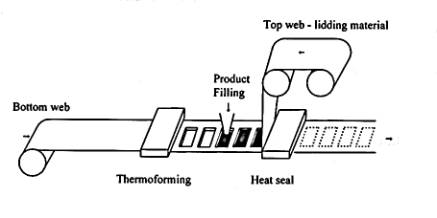 Top web - lidding material
Product
Filling
Bottom web
Thermoforming
Heat seal